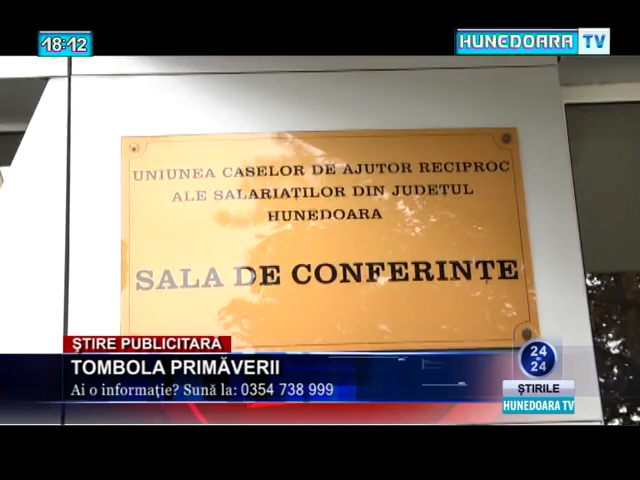 18:12
HUNEDOARA TV
UNIUNEA CASELOR DE AJUTOR RECIPROC
ALE SALARIAȚILOR DIN JUDEȚUL
HUNEDOARA
SALA DE CONFERINȚE
ȘTIRE PUBLICITARĂ
TOMBOLA PRIMĂVERII
Ai o informație? Sună la: 0354 738 999
24
din
24
ȘTIRILE
HUNEDOARA TV